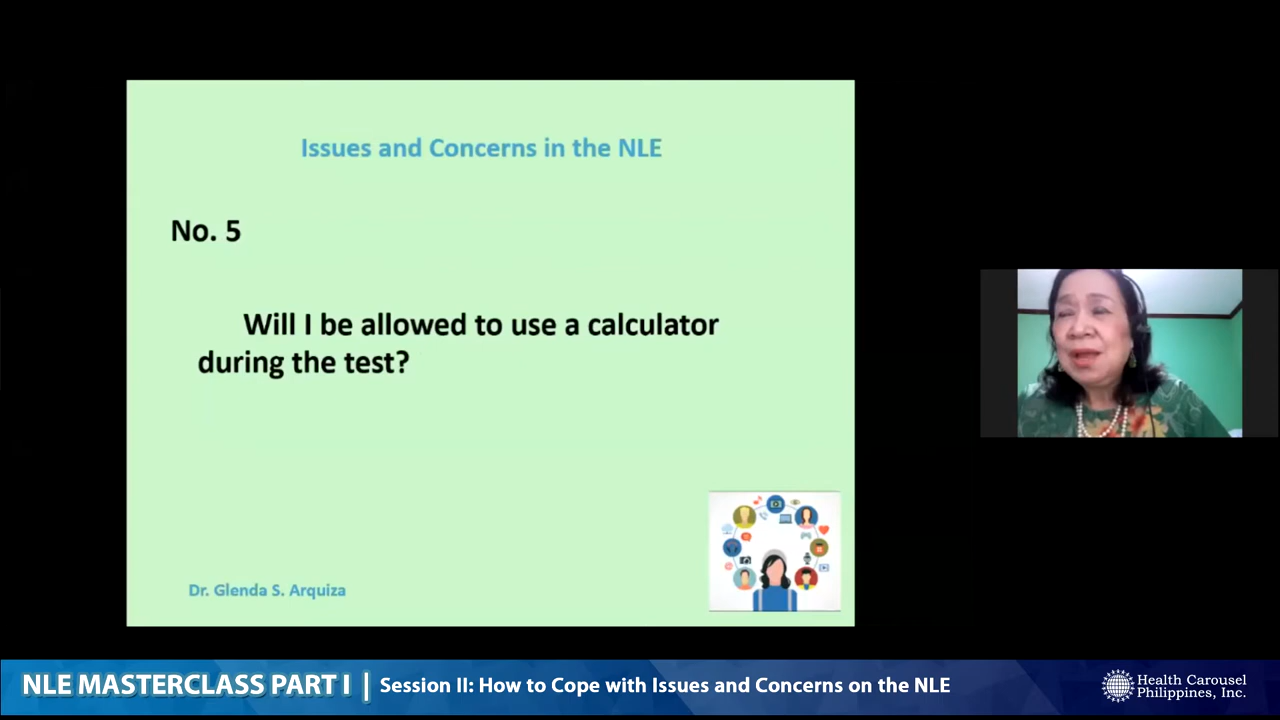 Issues and Concerns in the NLE
No. 5
Will I be allowed to use a calculator
during the test?
Dr. Glenda S. Arquiza
NLE MASTERCLASS PART I | Session II: How to Cope with Issues and Concerns on the NLE
Health Carousel
Philippines, Inc.